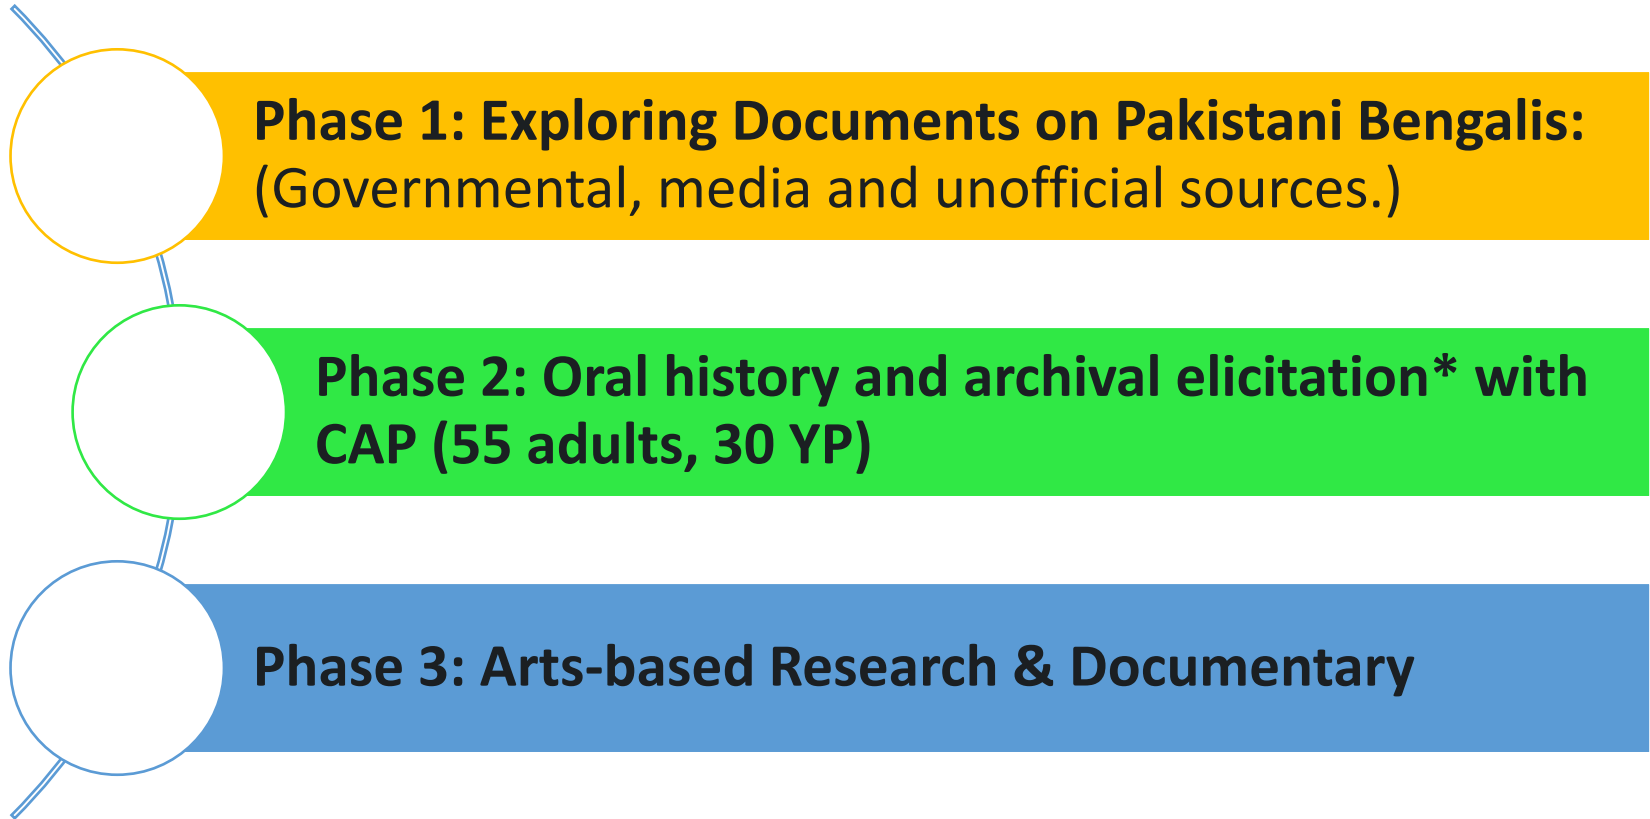 Phase 1: Exploring Documents on Pakistani Bengalis:
(Governmental, media and unofficial sources.)
Phase 2: Oral history and archival elicitation* with
CAP (55 adults, 30 YP)
Phase 3: Arts-based Research & Documentary